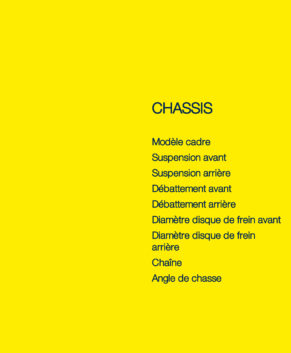 CHASSIS
Modèle cadre
Suspension avant
Suspension arrière
Débattement avant
Débattement arrière
Diamètre disque de frein avant
Diamètre disque de frein
arrière
Chaîne
Angle de chasse